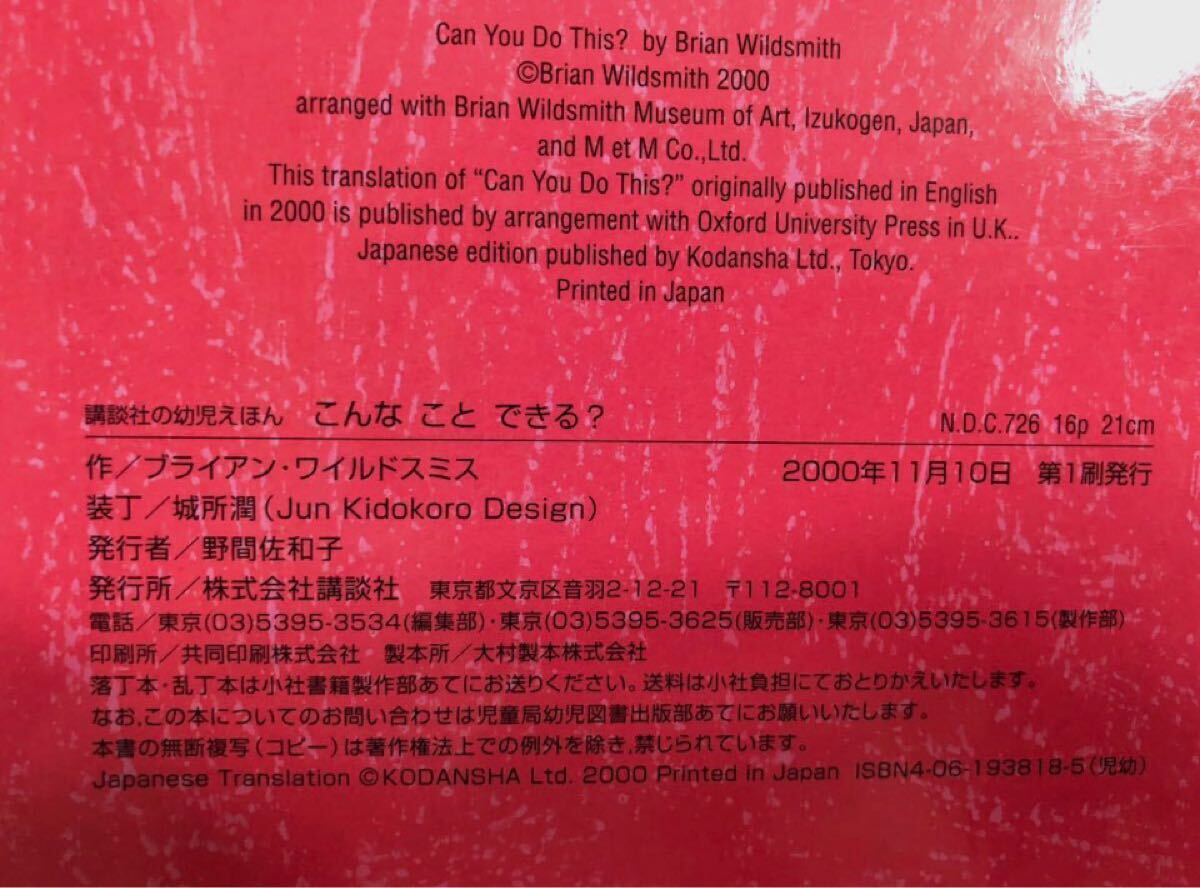 Can You Do This? by Brian Wildsmith
©Brian Wildsmith 2000
arranged with Brian Wildsmith Museum of Art, Izukogen, Japan,
and M et M Co.,Ltd.
This translation of “Can You Do This?” originally published in English
in 2000 is published by arrangement with Oxford University Press in U.K..
Japanese edition published by Kodansha Ltd., Tokyo.
Printed in Japan
講談社の幼児えほん こんな こと できる? N.D.C.726 16p 21cm
作/ブライアン・ワイルドスミス 2000年11月10日 第1刷発行
装丁/城所潤(Jun Kidokoro Design)
発行者/野間佐和子
発行所/株式会社講談社 東京都文京区音羽2-12-21 〒112-8001
電話/東京(03)5395-3534(編集部)・東京(03)5395-3625(販売部)・東京(03)5395-3615(製作部)
印刷所/共同印刷株式会社 製本所/大村製本株式会社
落丁本・乱丁本は小社書籍製作部あてにお送りください。送料は小社負担にておとりかえいたします。
なお、この本についてのお問い合わせは児童局幼児図書出版部あてにお願いいたします。
本書の無断複写(コピー)は著作権法上での例外を除き、禁じられています。
Japanese Translation ©KODANSHA Ltd. 2000 Printed in Japan ISBN4-06-193818-5(児幼)